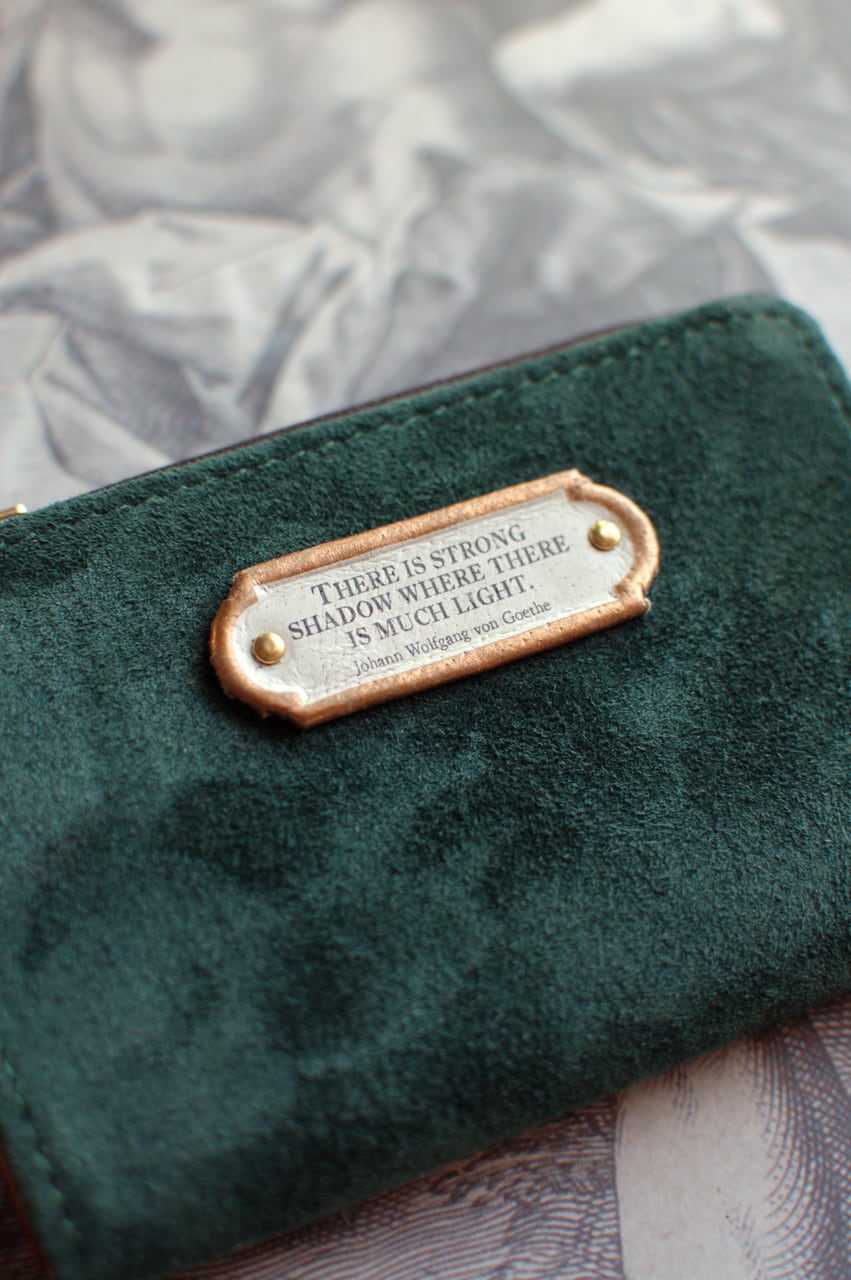 THERE IS STRONG
SHADOW WHERE THERE
IS MUCH LIGHT.
Johann Wolfgang von Goethe